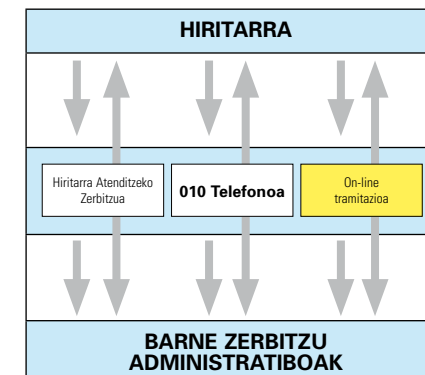 HIRITARRA
Hiritarra Atenditzeko
Zerbitzua
010 Telefonoa
On-line
tramitazioa
BARNE ZERBITZU
ADMINISTRATIBOAK